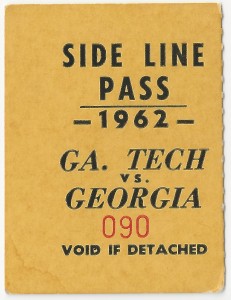 SIDE LINE
PASS
—1962—
GA. TECH
vs.
GEORGIA
090
VOID IF DETACHED